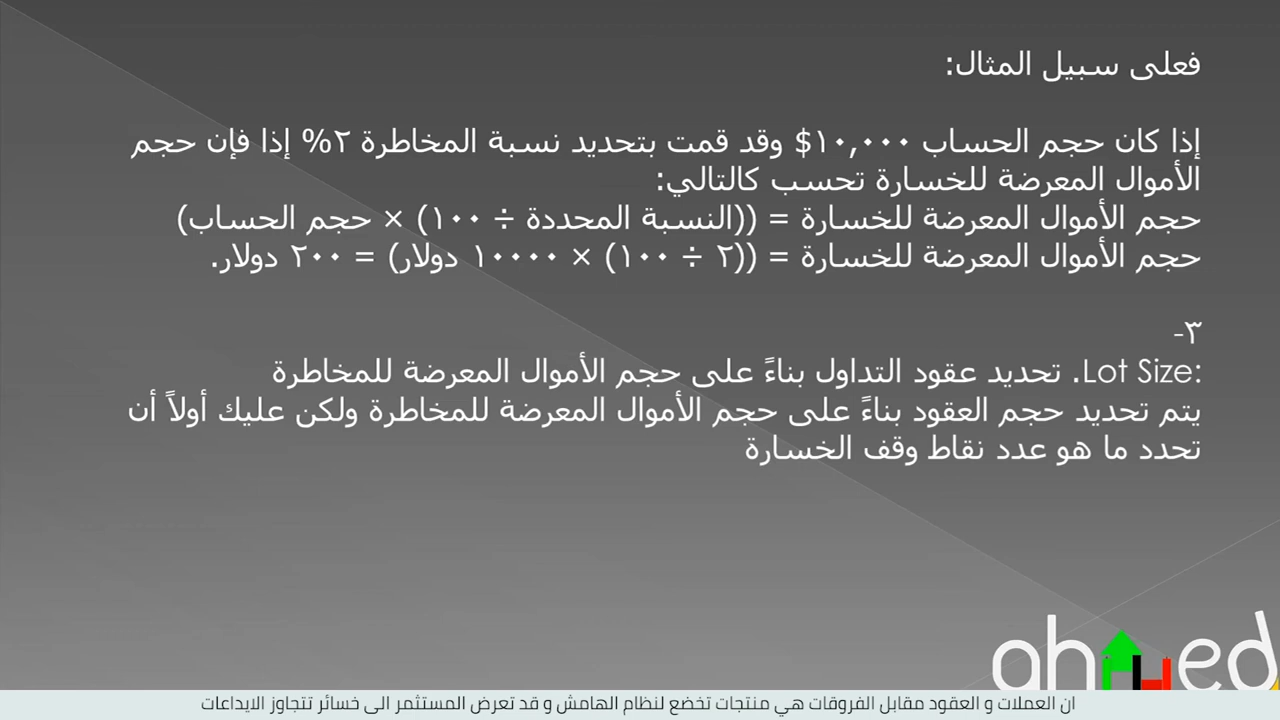 فعلى سبيل المثال:
إذا كان حجم الحساب ١٠,٠٠٠$ وقد قمت بتحديد نسبة المخاطرة ٢% إذا فإن حجم
الأموال المعرضة للخسارة تحسب كالتالي:
حجم الأموال المعرضة للخسارة = ((النسبة المحددة ÷ ١٠٠) × حجم الحساب)
حجم الأموال المعرضة للخسارة = ((٢ ÷ ١٠٠) × ١٠٠٠٠ دولار) = ٢٠٠ دولار.
٣-
Lot Size:. تحديد عقود التداول بناءً على حجم الأموال المعرضة للمخاطرة
يتم تحديد حجم العقود بناءً على حجم الأموال المعرضة للمخاطرة ولكن عليك أولاً أن
تحدد ما هو عدد نقاط وقف الخسارة
ahmed
ان العملات و العقود مقابل الفروقات هي منتجات تخضع لنظام الهامش و قد تعرض المستثمر الى خسائر تتجاوز الايداعات